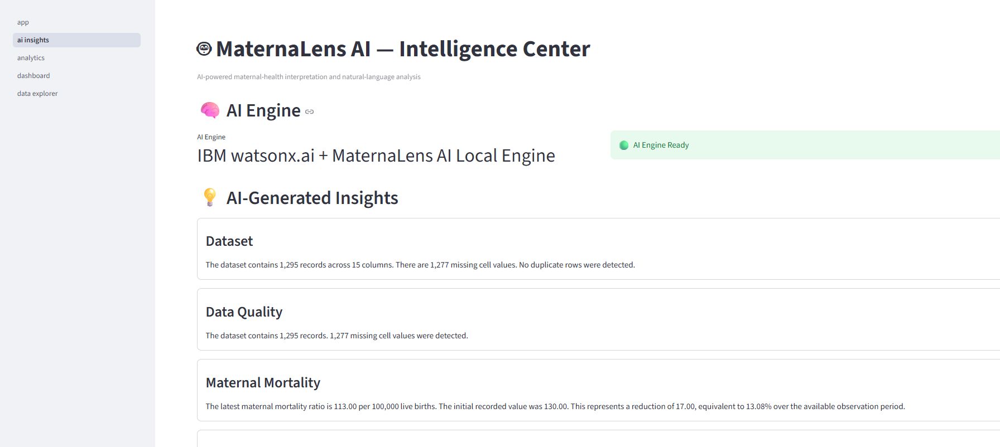 app
ai insights
analytics
dashboard
data explorer
MaternaLens AI — Intelligence Center
AI-powered maternal-health interpretation and natural-language analysis
AI Engine
AI Engine
IBM watsonx.ai + MaternaLens AI Local Engine
AI Engine Ready
AI-Generated Insights
Dataset
The dataset contains 1,295 records across 15 columns. There are 1,277 missing cell values. No duplicate rows were detected.
Data Quality
The dataset contains 1,295 records. 1,277 missing cell values were detected.
Maternal Mortality
The latest maternal mortality ratio is 113.00 per 100,000 live births. The initial recorded value was 130.00. This represents a reduction of 17.00, equivalent to 13.08% over the available observation period.